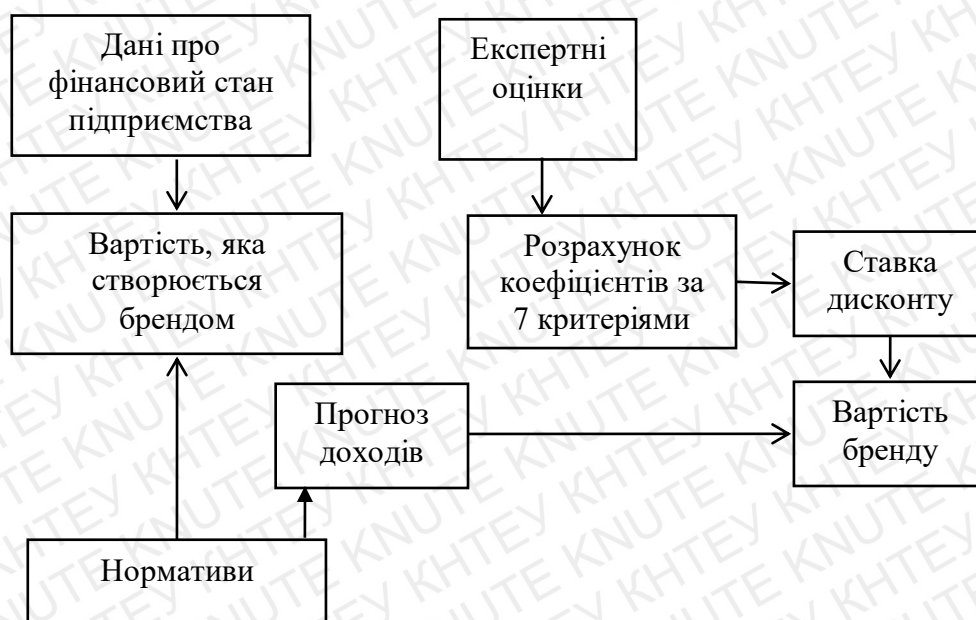 Дані про
фінансовий стан
підприємства
Експертні
оцінки
Вартість, яка
створюється
брендом
Розрахунок
коефіцієнтів за
7 критеріями
Ставка
дисконту
Прогноз
доходів
Вартість
бренду
Нормативи